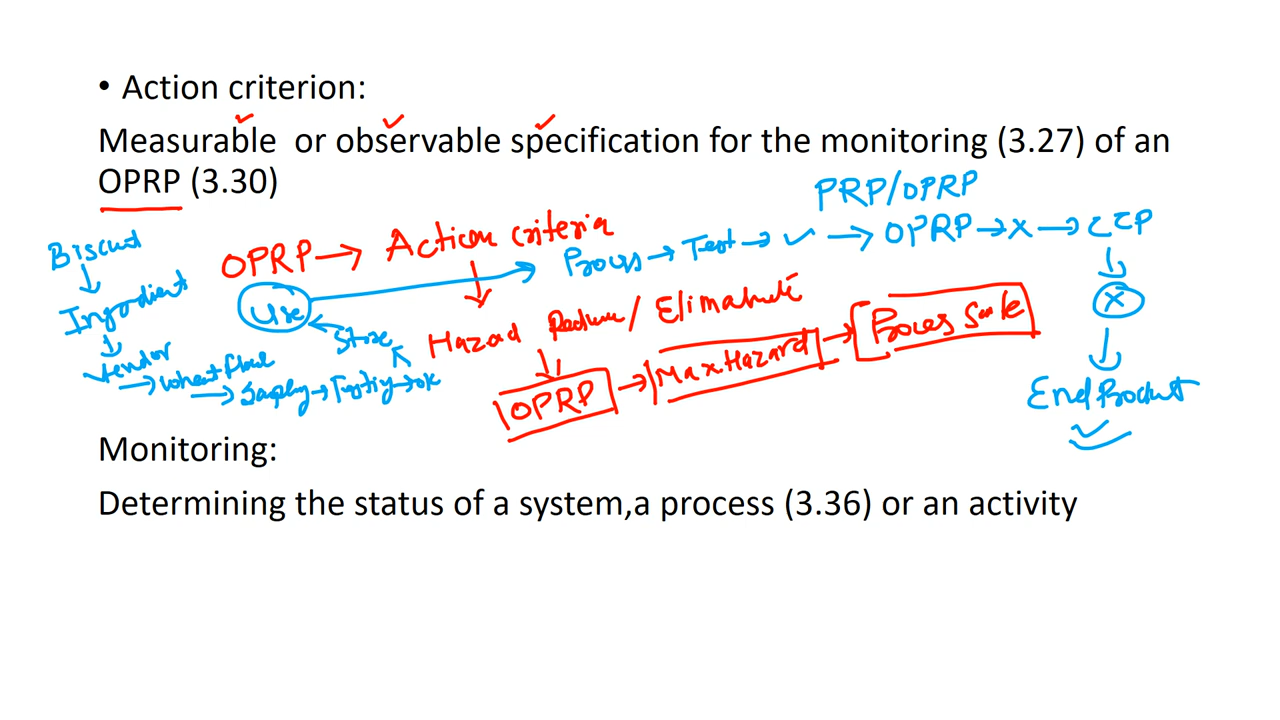 • Action criterion:
Measurable or observable specification for the monitoring (3.27) of an
OPRP (3.30)
PRP/OPRP
OPRP → Action criteria
Process → Test → ✓ → OPRP → X → CCP
Biscuit
Ingredient
Vendor
→ wheat flour
→ Sampling → Testing → ok
Store
Use
Hazad Reduce / Eliminate
OPRP → Max Hazard → Process Safe
X
End Product
Monitoring:
Determining the status of a system,a process (3.36) or an activity